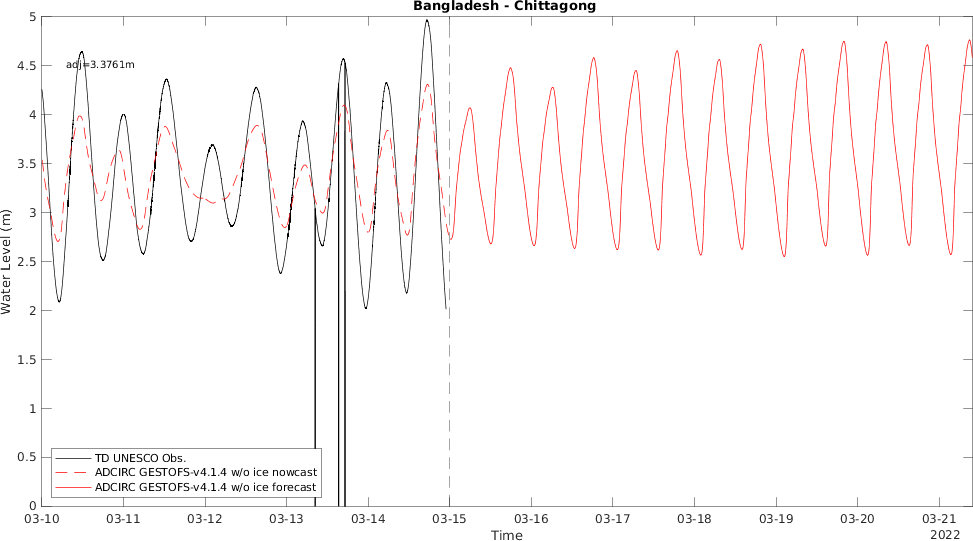 Bangladesh - Chittagong
5
4.5
4
3.5
3
2.5
2
1.5
1
0.5
0
Water Level (m)
adj=3.3761m
TD UNESCO Obs.
ADCIRC GESTOFS-v4.1.4 w/o ice nowcast
ADCIRC GESTOFS-v4.1.4 w/o ice forecast
03-10 03-11 03-12 03-13 03-14 03-15 03-16 03-17 03-18 03-19 03-20 03-21
Time
2022